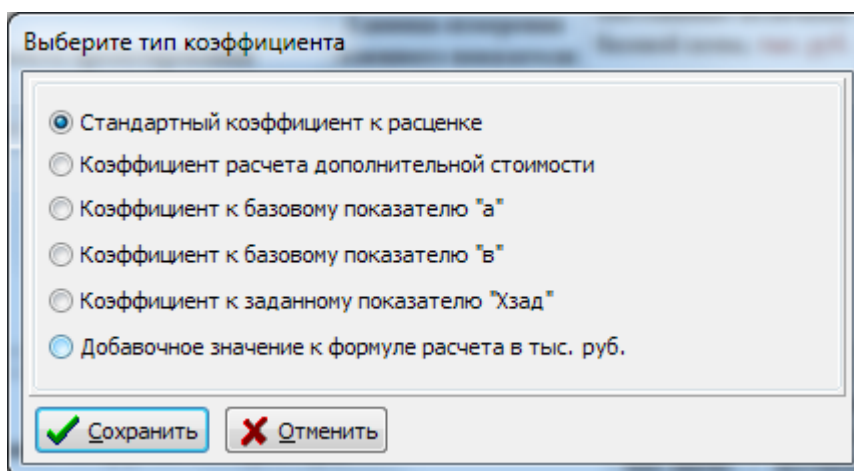 Выберите тип коэффициента
Стандартный коэффициент к расценке
Коэффициент расчета дополнительной стоимости
Коэффициент к базовому показателю "а"
Коэффициент к базовому показателю "в"
Коэффициент к заданному показателю "Хзад"
Добавочное значение к формуле расчета в тыс. руб.
Сохранить Отменить